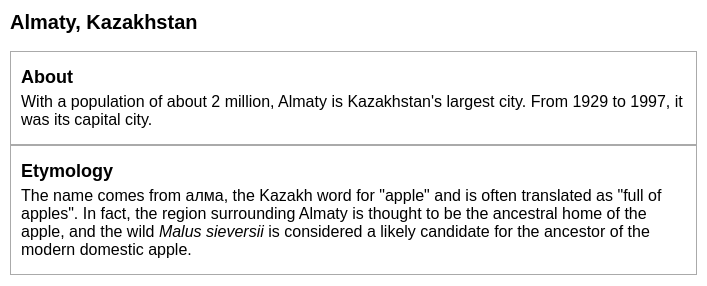 Almaty, Kazakhstan
About
With a population of about 2 million, Almaty is Kazakhstan's largest city. From 1929 to 1997, it
was its capital city.
Etymology
The name comes from алма, the Kazakh word for "apple" and is often translated as "full of
apples". In fact, the region surrounding Almaty is thought to be the ancestral home of the
apple, and the wild Malus sieversii is considered a likely candidate for the ancestor of the
modern domestic apple.